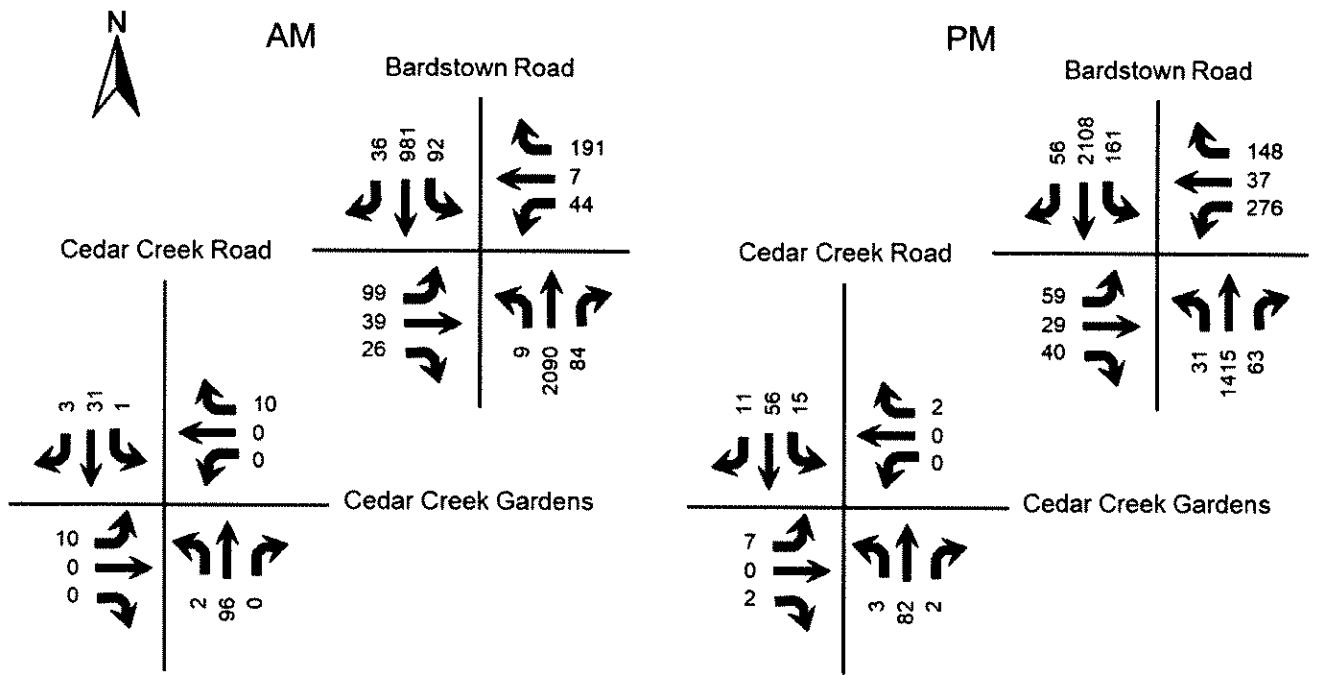 N
AM
Bardstown Road
36 981 92
191
7
44
Cedar Creek Road
99
39
26
9 2090 84
3 31 1
10
0
0
Cedar Creek Gardens
10
0
0
2 96 0
PM
Bardstown Road
56 2108 161
148
37
276
Cedar Creek Road
59
29
40
31 1415 63
11 56 15
2
0
0
Cedar Creek Gardens
7
0
2
3 82 2